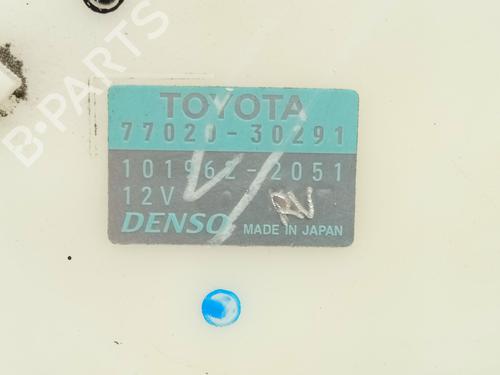 B-PARTS
TOYOTA
77020-30291
101962-2051
12V
DENSO MADE IN JAPAN